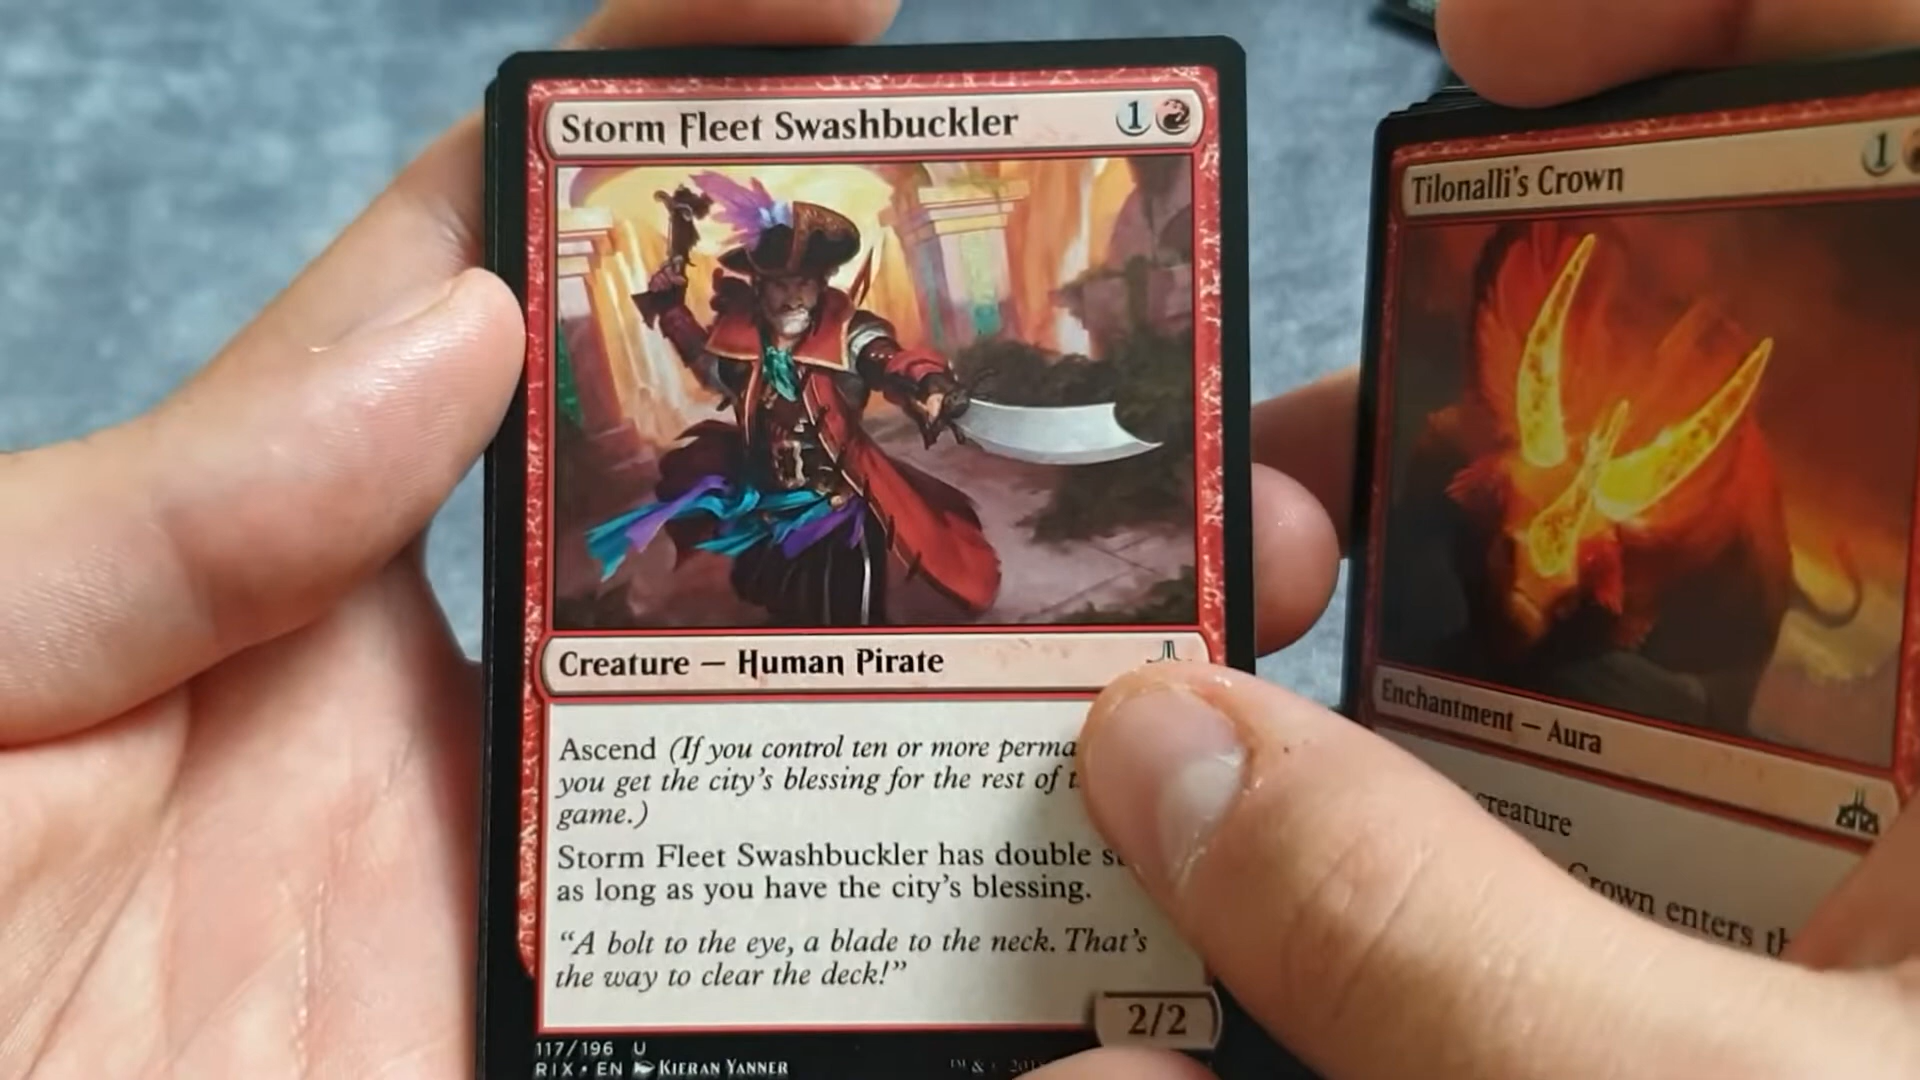 Storm Fleet Swashbuckler 1
Creature — Human Pirate
Ascend (If you control ten or more perma
you get the city's blessing for the rest of
game.)
Storm Fleet Swashbuckler has double
as long as you have the city's blessing.
"A bolt to the eye, a blade to the neck. That's
the way to clear the deck!"
2/2
117/196 U
RIX • EN KIERAN YANNER
Tilonalli's Crown 1
Enchantment — Aura
creature
Crown enters